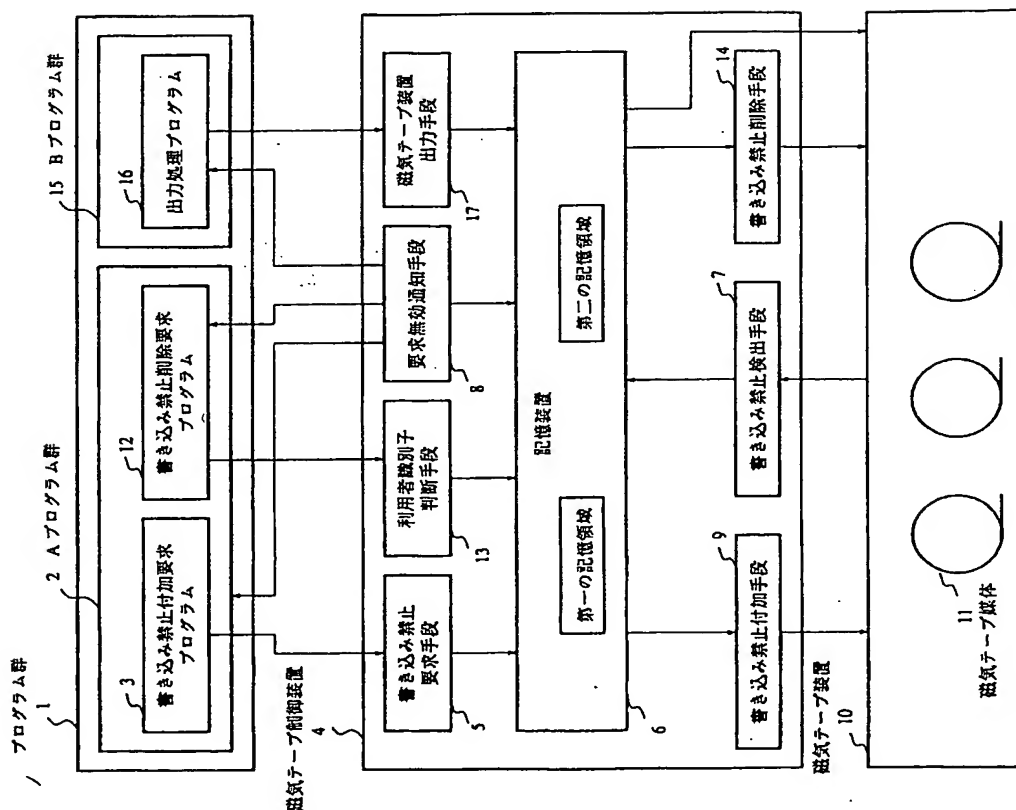 プログラム群
1
2 A プログラム群
3
書き込み禁止付加要求
プログラム
12
書き込み禁止削除要求
プログラム
15 B プログラム群
16
出力処理プログラム
磁気テープ制御装置
4
書き込み禁止
要求手段
5
利用者識別子
判断手段
13
要求無効通知手段
8
磁気テープ装置
出力手段
17
記憶装置
第一の記憶領域
第二の記憶領域
6
9
書き込み禁止付加手段
7
書き込み禁止検出手段
14
書き込み禁止削除手段
磁気テープ装置
10
11
磁気テープ媒体